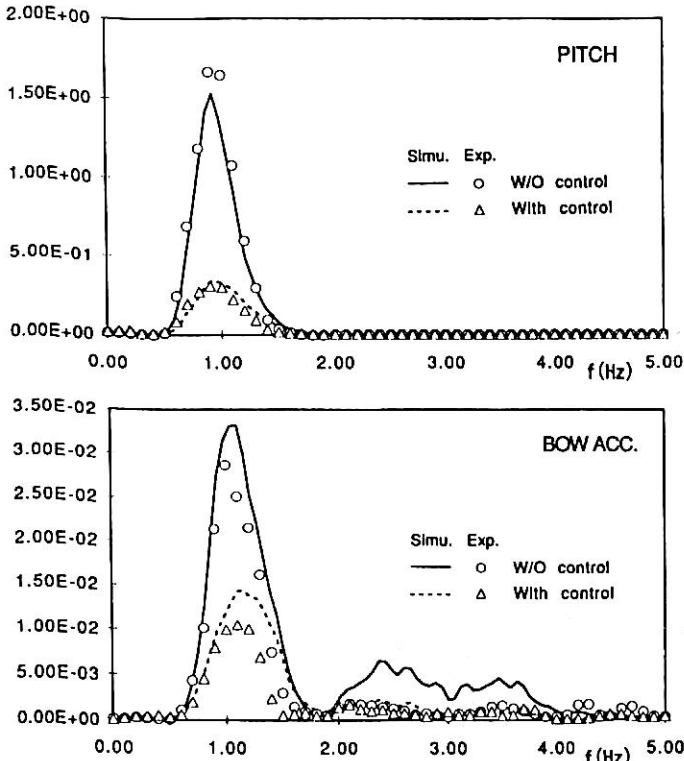 2.00E+00
PITCH
1.50E+00
Simu. Exp.
W/O control
1.00E+00
With control
5.00E-01
0.00E+00
0.00 1.00 2.00 3.00 4.00 5.00
f(Hz)
3.50E-02
BOW ACC.
3.00E-02
2.50E-02
Simu. Exp.
2.00E-02
W/O control
1.50E-02
With control
1.00E-02
5.00E-03
0.00E+00
0.00 1.00 2.00 3.00 4.00 5.00
f(Hz)